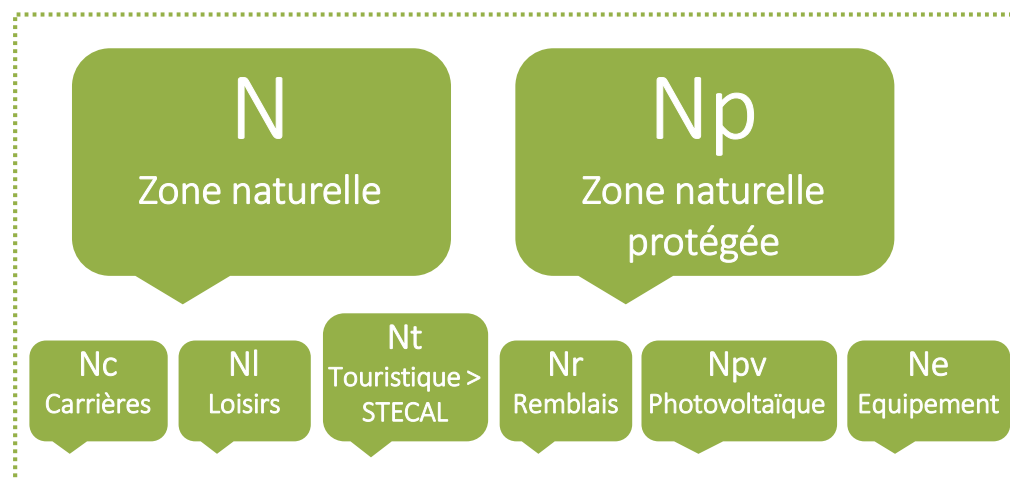 N
Zone naturelle
Np
Zone naturelle
protégée
Nc
Carrières
Nl
Loisirs
Nt
Touristique >
STECAL
Nr
Remblais
Npv
Photovoltaïque
Ne
Equipement